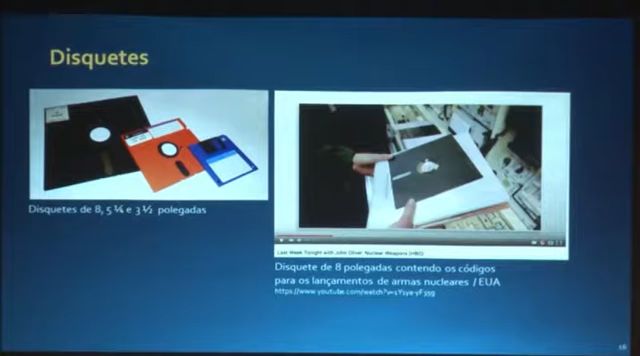 Disquetes
Disquetes de 8, 5 ¼ e 3 ½ polegadas
Last Week Tonight with John Oliver: Nuclear Weapons (HBO)
Disquete de 8 polegadas contendo os códigos
para os lançamentos de armas nucleares / EUA